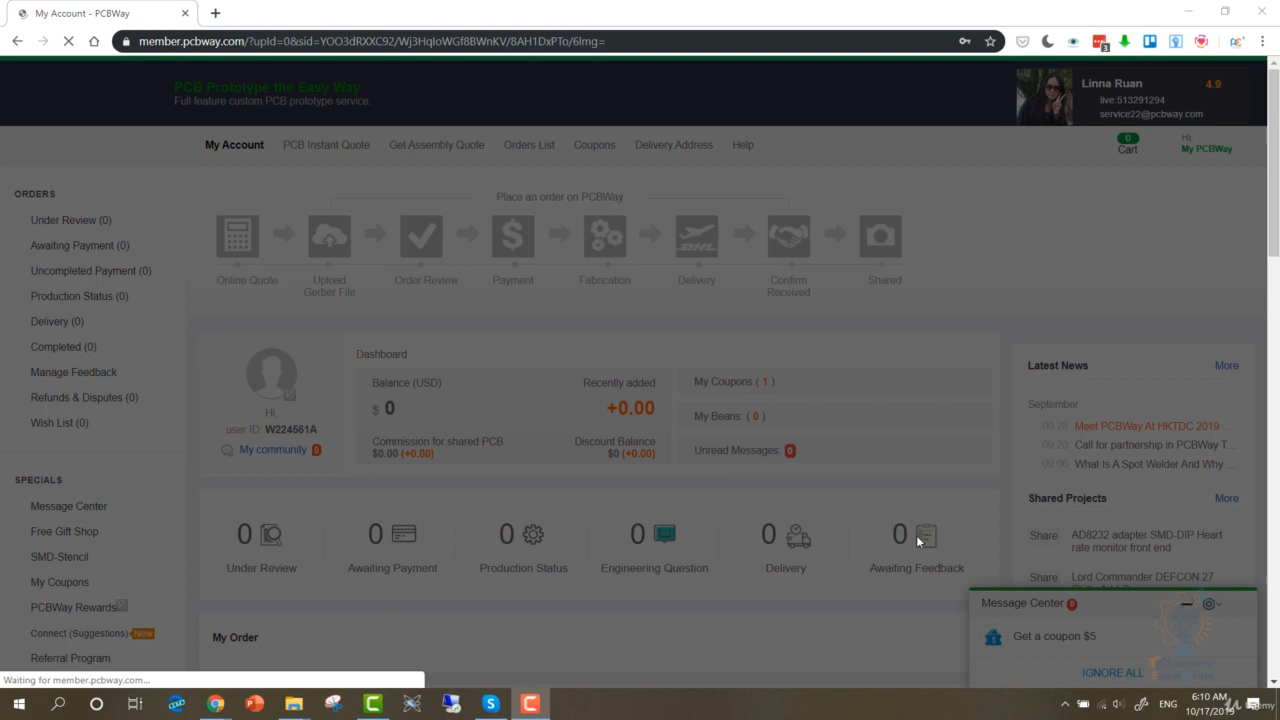 My Account - PCBWay
member.pcbway.com/?upId=0&sid=YOO3dRXXC92/Wj3HqIoWGf8BWnKV/8AH1DxPTo/6Img=
3
PCB Prototype the Easy Way
Full feature custom PCB prototype service.
Linna Ruan 4.9
live:513291294
service22@pcbway.com
My Account PCB Instant Quote Get Assembly Quote Orders List Coupons Delivery Address Help
0
Cart
Hi,
My PCBWay
ORDERS
Under Review (0)
Awaiting Payment (0)
Uncompleted Payment (0)
Production Status (0)
Delivery (0)
Completed (0)
Manage Feedback
Refunds & Disputes (0)
Wish List (0)
SPECIALS
Message Center
Free Gift Shop
SMD-Stencil
My Coupons
PCBWay Rewards
Connect (Suggestions) New
Referral Program
Place an order on PCBWay
DHL
Online Quote
Upload
Gerber File
Order Review
Payment
Fabrication
Delivery
Confirm
Received
Shared
Hi,
user ID: W224561A
My community 0
Dashboard
Balance (USD)
$ 0
Recently added
+0.00
Commission for shared PCB
$0.00 (+0.00)
Discount Balance
$0 (+0.00)
My Coupons ( 1 )
My Beans: ( 0 )
Unread Messages: 0
0 Under Review
0 Awaiting Payment
0 Production Status
0 Engineering Question
0 Delivery
0 Awaiting Feedback
My Order
Latest News More
September
09.28 Meet PCBWay At HKTDC 2019 ...
09.20 Call for partnership in PCBWay T...
09.06 What Is A Spot Welder And Why ...
Shared Projects More
Share AD8232 adapter SMD-DIP Heart
rate monitor front end
Share Lord Commander DEFCON 27
Message Center 0
Get a coupon $5
IGNORE ALL
Waiting for member.pcbway.com...
ENG
6:10 AM
10/17/2019